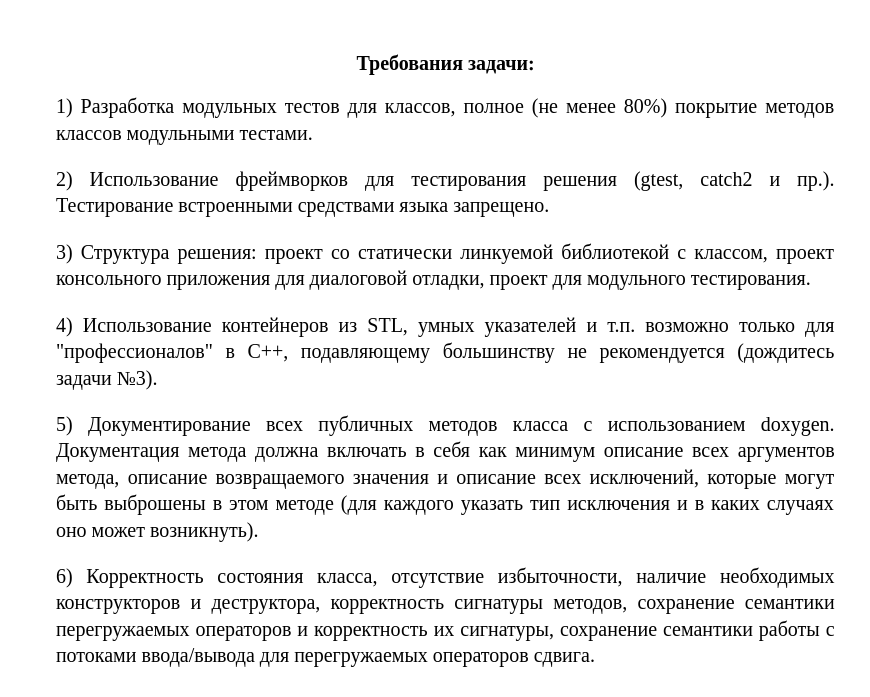 Требования задачи:
1) Разработка модульных тестов для классов, полное (не менее 80%) покрытие методов
классов модульными тестами.
2) Использование фреймворков для тестирования решения (gtest, catch2 и пр.).
Тестирование встроенными средствами языка запрещено.
3) Структура решения: проект со статически линкуемой библиотекой с классом, проект
консольного приложения для диалоговой отладки, проект для модульного тестирования.
4) Использование контейнеров из STL, умных указателей и т.п. возможно только для
"профессионалов" в С++, подавляющему большинству не рекомендуется (дождитесь
задачи №3).
5) Документирование всех публичных методов класса с использованием doxygen.
Документация метода должна включать в себя как минимум описание всех аргументов
метода, описание возвращаемого значения и описание всех исключений, которые могут
быть выброшены в этом методе (для каждого указать тип исключения и в каких случаях
оно может возникнуть).
6) Корректность состояния класса, отсутствие избыточности, наличие необходимых
конструкторов и деструктора, корректность сигнатуры методов, сохранение семантики
перегружаемых операторов и корректность их сигнатуры, сохранение семантики работы с
потоками ввода/вывода для перегружаемых операторов сдвига.